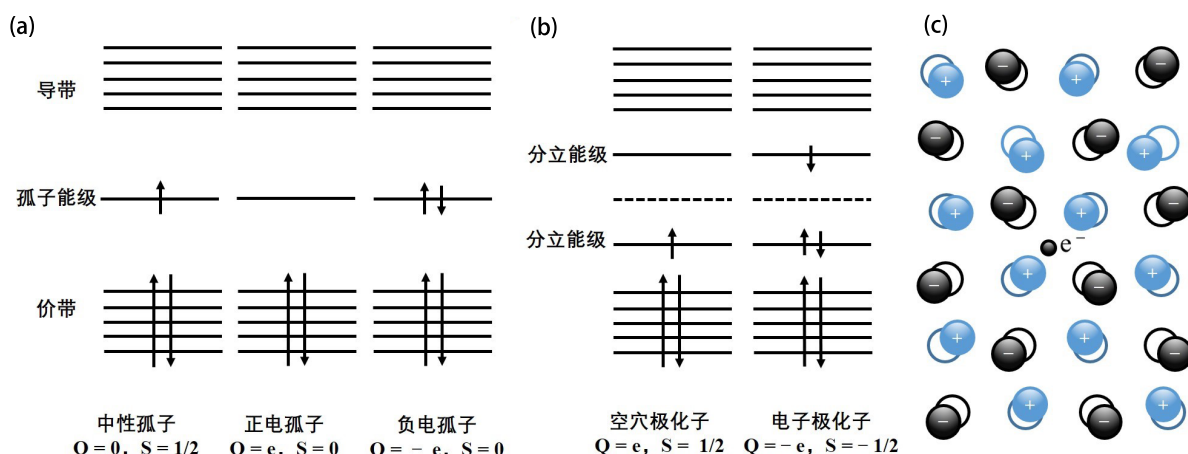 (a)
导带
孤子能级
价带
中性孤子
Q = 0, S = 1/2
正电孤子
Q = e, S = 0
负电孤子
Q = － e, S = 0
(b)
分立能级
分立能级
空穴极化子
Q = e, S = 1/2
电子极化子
Q = － e, S = － 1/2
(c)
+ − + −
− + − +
+ − + −
e⁻
− + − +
+ − + −
− + − +